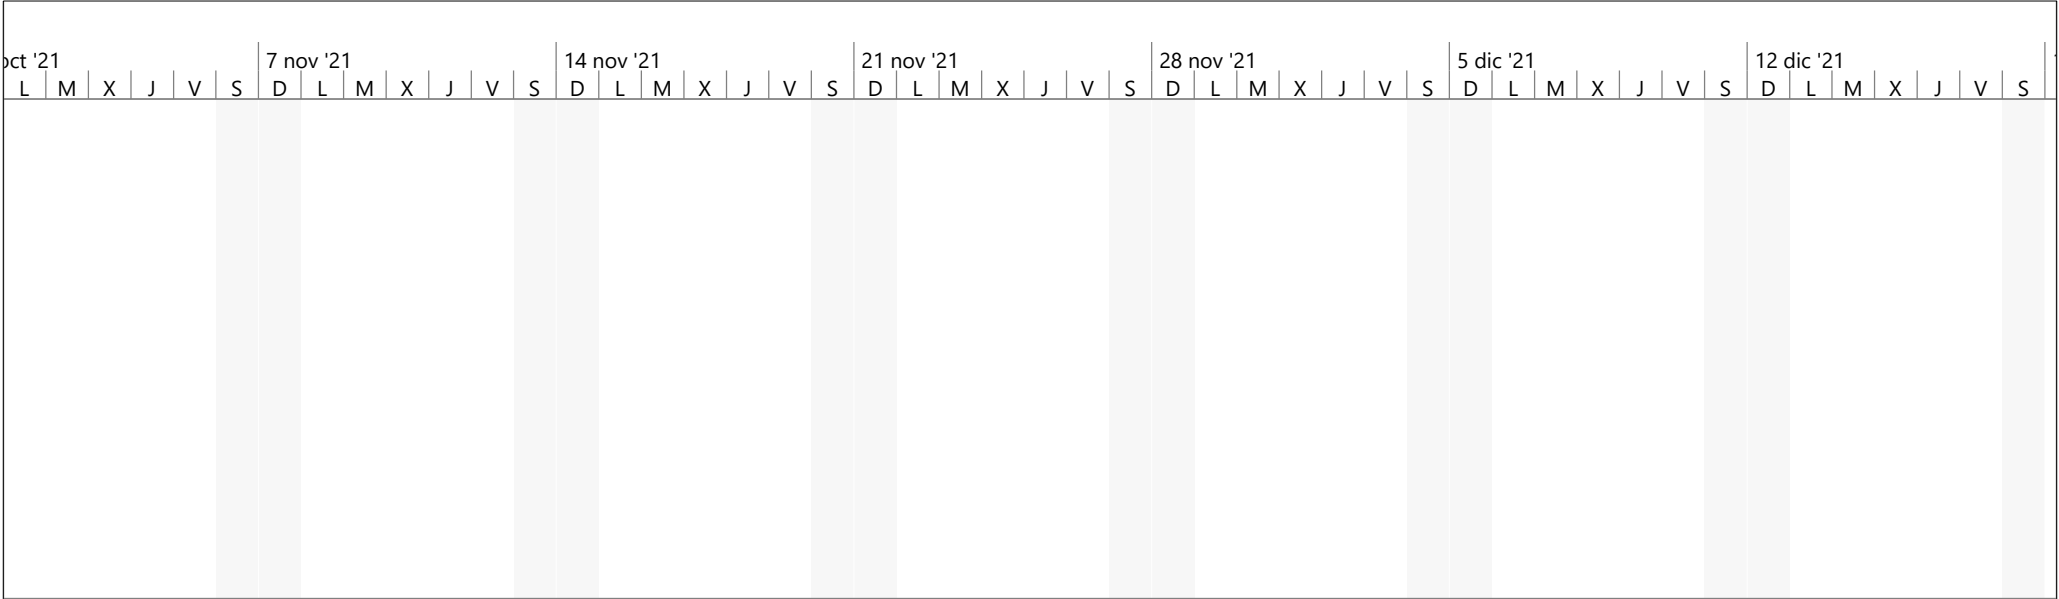 oct '21 7 nov '21 14 nov '21 21 nov '21 28 nov '21 5 dic '21 12 dic '21
L M X J V S D L M X J V S D L M X J V S D L M X J V S D L M X J V S D L M X J V S D L M X J V S